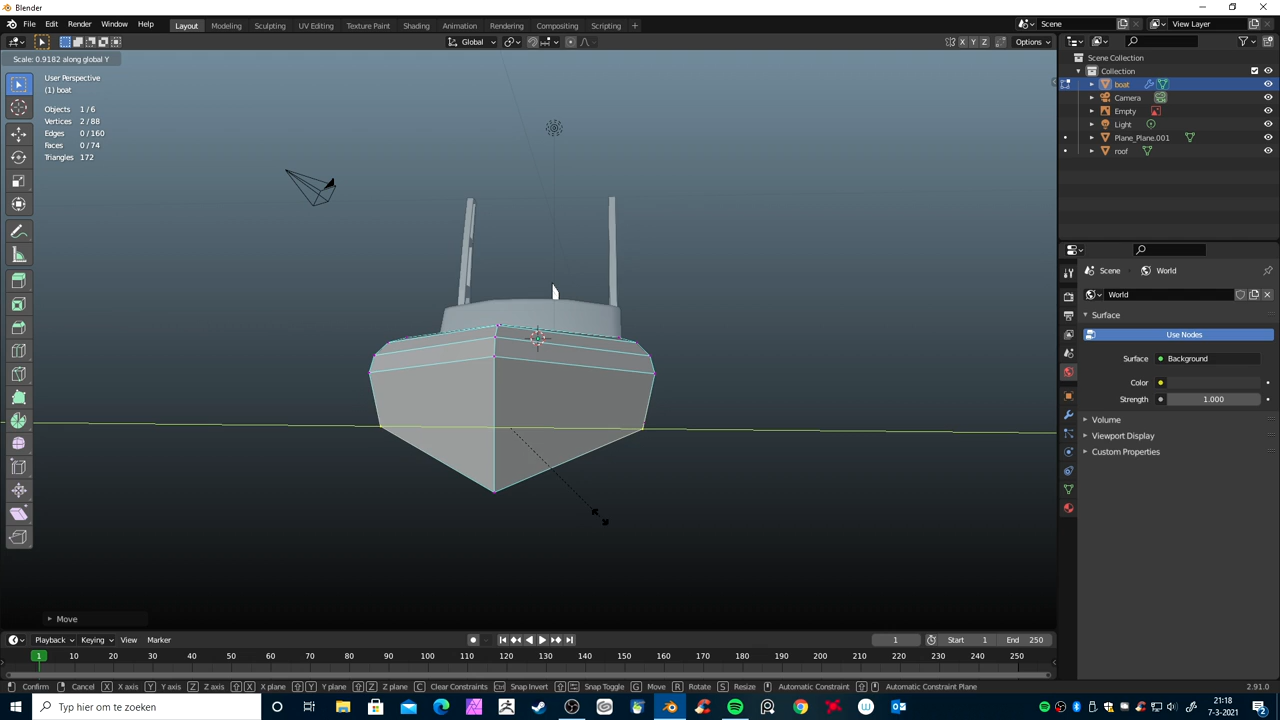 Blender
File Edit Render Window Help Layout Modeling Sculpting UV Editing Texture Paint Shading Animation Rendering Compositing Scripting + Scene View Layer
Global X Y Z Options
Scale: 0.9182 along global Y
User Perspective
(1) boat
Objects 1/6
Vertices 2/88
Edges 0/160
Faces 0/74
Triangles 172
Scene Collection
Collection
boat
Camera
Empty
Light
Plane_Plane.001
roof
Scene World
World
Surface
Use Nodes
Surface Background
Color
Strength 1.000
Volume
Viewport Display
Custom Properties
Move
Playback Keying View Marker 1 Start 1 End 250
1 10 20 30 40 50 60 70 80 90 100 110 120 130 140 150 160 170 180 190 200 210 220 230 240 250
Confirm Cancel X X axis Y Y axis Z Z axis X X plane Y Y plane Z Z plane C Clear Constraints Ctrl Snap Invert Snap Toggle G Move R Rotate S Resize Automatic Constraint Automatic Constraint Plane 2.91.0
Typ hier om te zoeken
21:18
7-3-2021
2